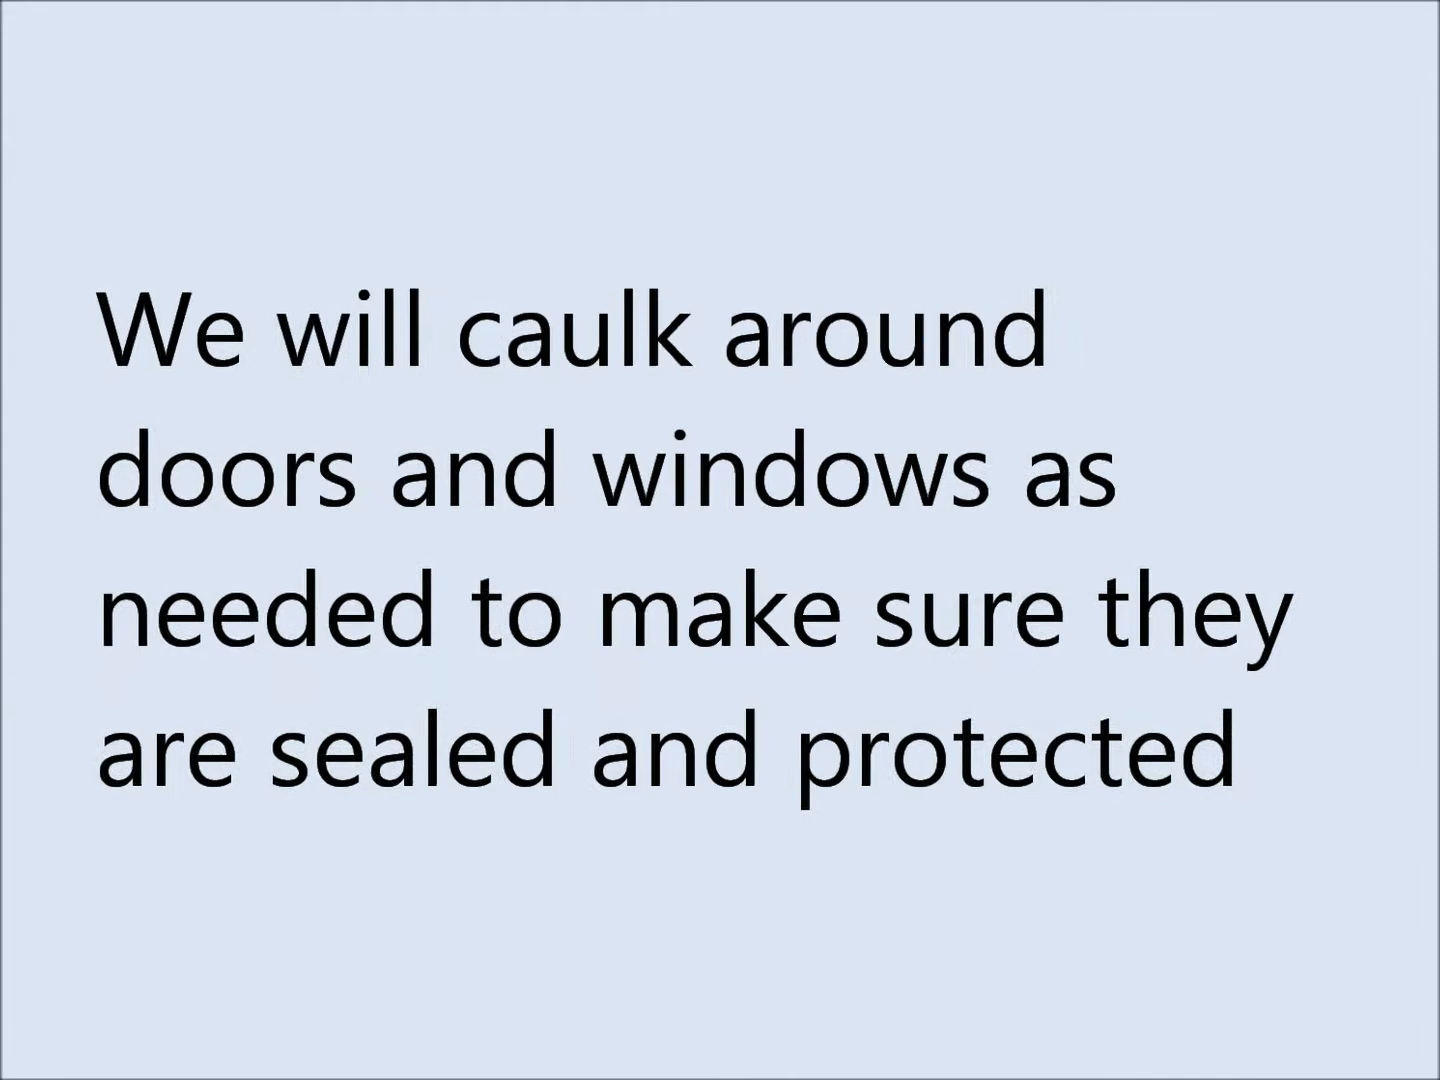 We will caulk around
doors and windows as
needed to make sure they
are sealed and protected